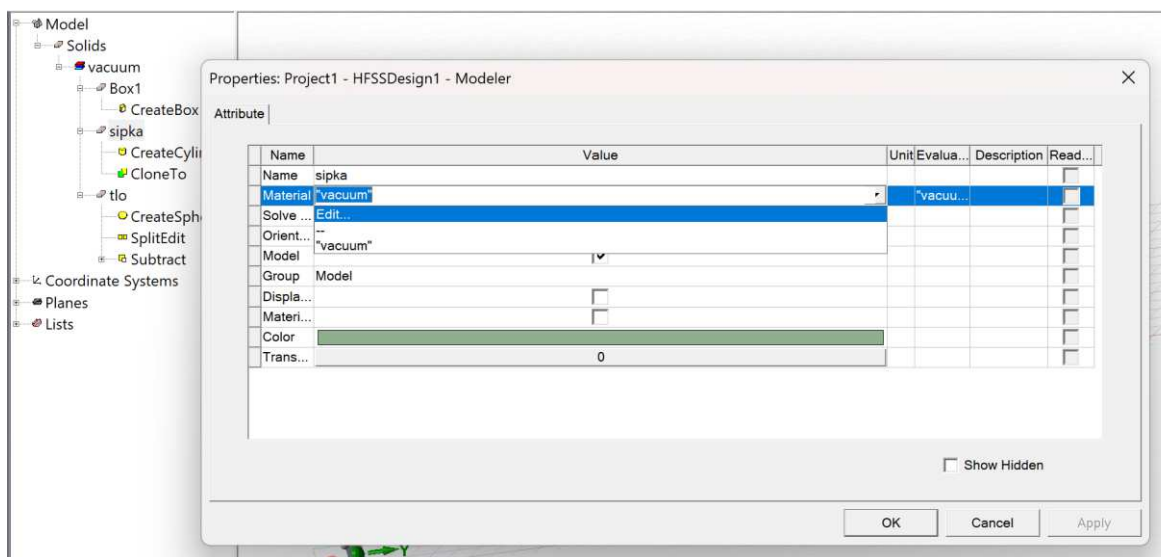 Model
Solids
vacuum
Box1
CreateBox
sipka
CreateCyli
CloneTo
tlo
CreateSph
SplitEdit
Subtract
Coordinate Systems
Planes
Lists
Properties: Project1 - HFSSDesign1 - Modeler
Attribute
Name Value Unit Evalua... Description Read...
Name sipka
Material "vacuum" "vacuu...
Solve ... Edit...
Orient... --
"vacuum"
Model
Group Model
Displa...
Materi...
Color
Trans... 0
Show Hidden
OK Cancel Apply
Y